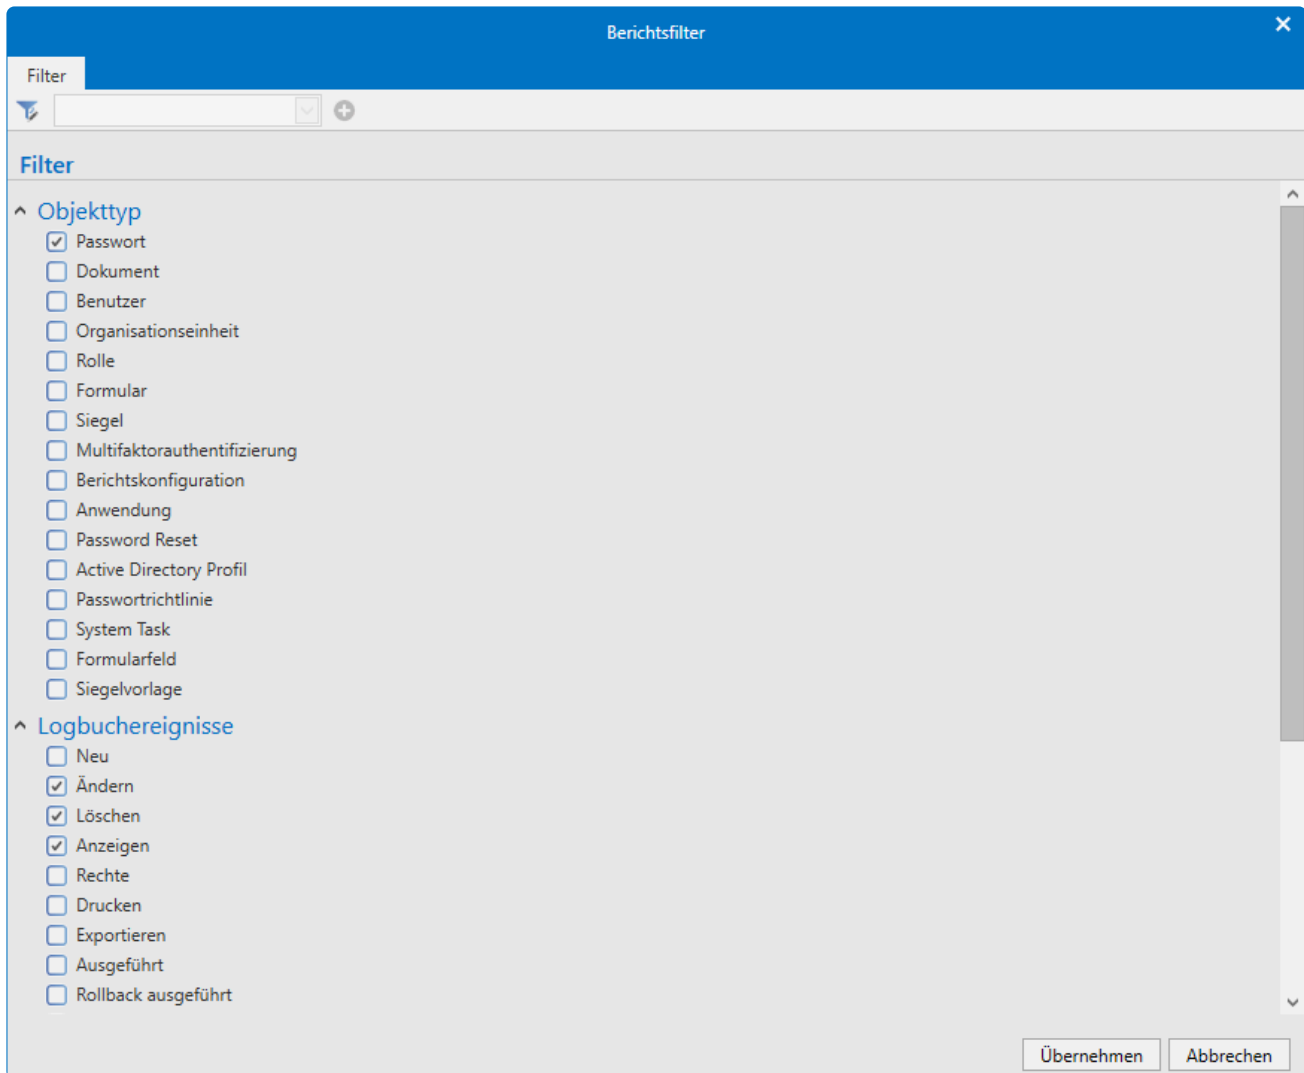 Berichtsfilter
Filter
Filter
Objekttyp
Passwort
Dokument
Benutzer
Organisationseinheit
Rolle
Formular
Siegel
Multifaktorauthentifizierung
Berichtskonfiguration
Anwendung
Password Reset
Active Directory Profil
Passwortrichtlinie
System Task
Formularfeld
Siegelvorlage
Logbuchereignisse
Neu
Ändern
Löschen
Anzeigen
Rechte
Drucken
Exportieren
Ausgeführt
Rollback ausgeführt
Übernehmen Abbrechen